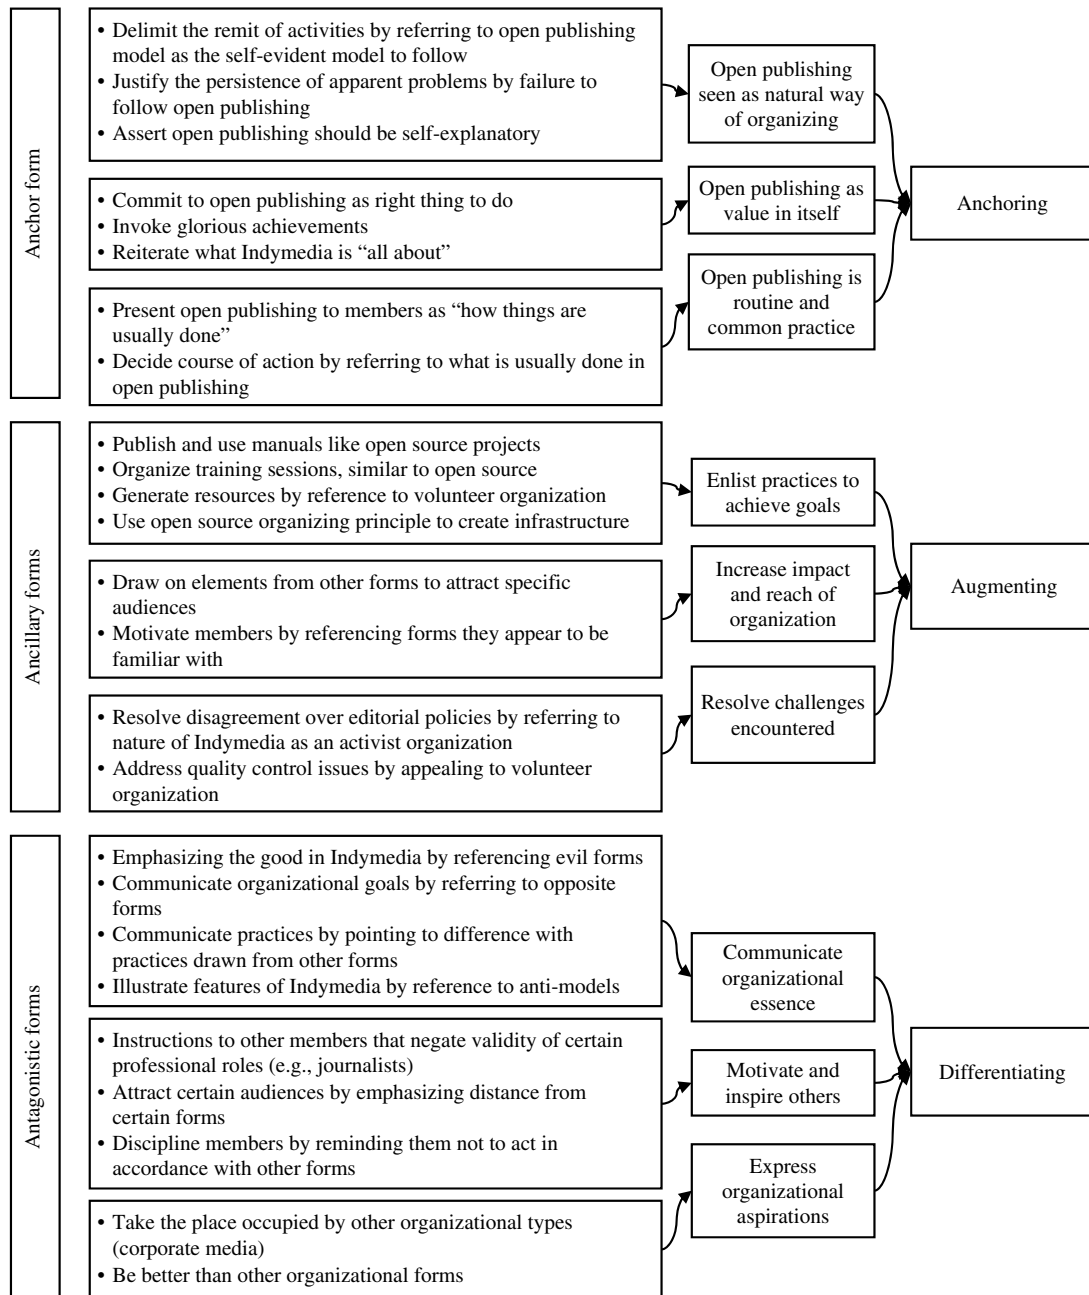 Anchor form
• Delimit the remit of activities by referring to open publishing
model as the self-evident model to follow
• Justify the persistence of apparent problems by failure to
follow open publishing
• Assert open publishing should be self-explanatory
Open publishing
seen as natural way
of organizing
• Commit to open publishing as right thing to do
• Invoke glorious achievements
• Reiterate what Indymedia is “all about”
Open publishing as
value in itself
• Present open publishing to members as “how things are
usually done”
• Decide course of action by referring to what is usually done in
open publishing
Open publishing is
routine and
common practice
Anchoring
Ancillary forms
• Publish and use manuals like open source projects
• Organize training sessions, similar to open source
• Generate resources by reference to volunteer organization
• Use open source organizing principle to create infrastructure
Enlist practices to
achieve goals
• Draw on elements from other forms to attract specific
audiences
• Motivate members by referencing forms they appear to be
familiar with
Increase impact
and reach of
organization
• Resolve disagreement over editorial policies by referring to
nature of Indymedia as an activist organization
• Address quality control issues by appealing to volunteer
organization
Resolve challenges
encountered
Augmenting
Antagonistic forms
• Emphasizing the good in Indymedia by referencing evil forms
• Communicate organizational goals by referring to opposite
forms
• Communicate practices by pointing to difference with
practices drawn from other forms
• Illustrate features of Indymedia by reference to anti-models
Communicate
organizational
essence
• Instructions to other members that negate validity of certain
professional roles (e.g., journalists)
• Attract certain audiences by emphasizing distance from
certain forms
• Discipline members by reminding them not to act in
accordance with other forms
Motivate and
inspire others
• Take the place occupied by other organizational types
(corporate media)
• Be better than other organizational forms
Express
organizational
aspirations
Differentiating